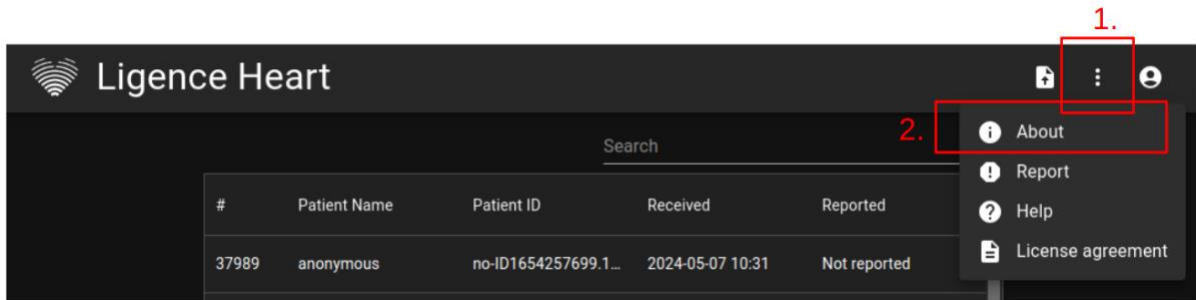 1.
Ligence Heart
2.
About
Search
Report
# Patient Name Patient ID Received Reported
Help
37989 anonymous no-ID1654257699.1... 2024-05-07 10:31 Not reported
License agreement